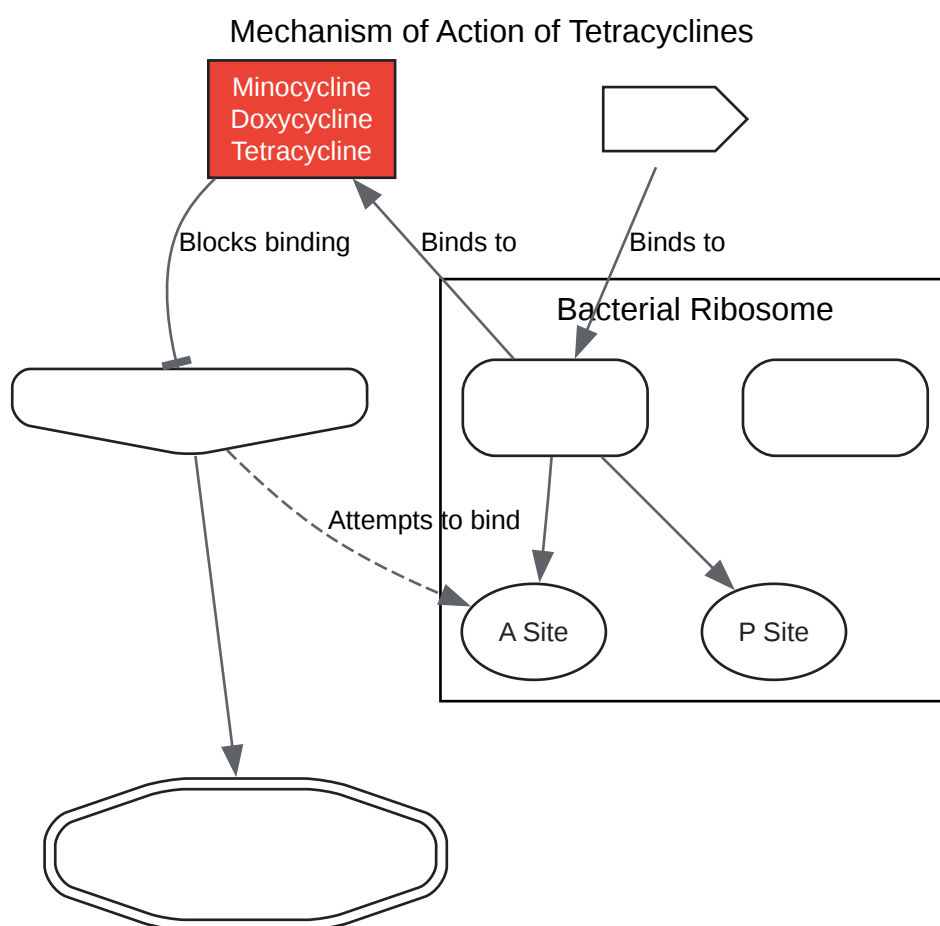 Mechanism of Action of Tetracyclines
Minocycline
Doxycycline
Tetracycline
Blocks binding
Binds to
Binds to
Bacterial Ribosome
Attempts to bind
A Site
P Site